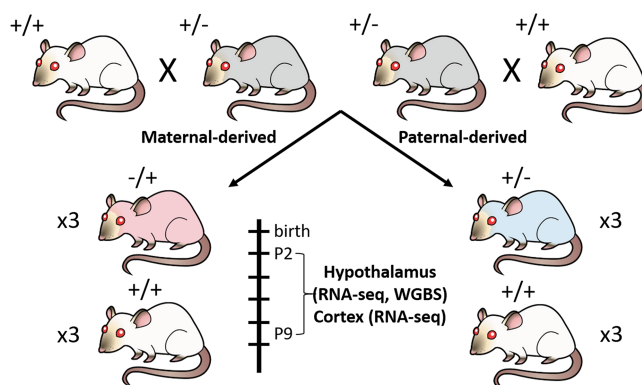 +/+
X
+/-
+/-
X
+/+
Maternal-derived
Paternal-derived
-/+
+/-
x3
x3
birth
P2
Hypothalamus
(RNA-seq, WGBS)
Cortex (RNA-seq)
P9
+/+
+/+
x3
x3